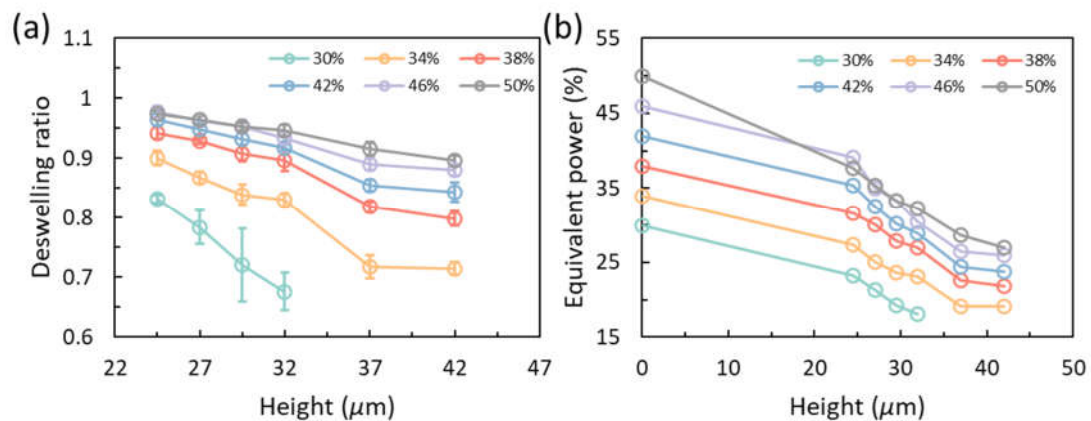 (a)
Deswelling ratio
1.1
1
0.9
0.8
0.7
0.6
30% 34% 38%
42% 46% 50%
22 27 32 37 42 47
Height (μm)
(b)
Equivalent power (%)
55
45
35
25
15
30% 34% 38%
42% 46% 50%
0 10 20 30 40 50
Height (μm)